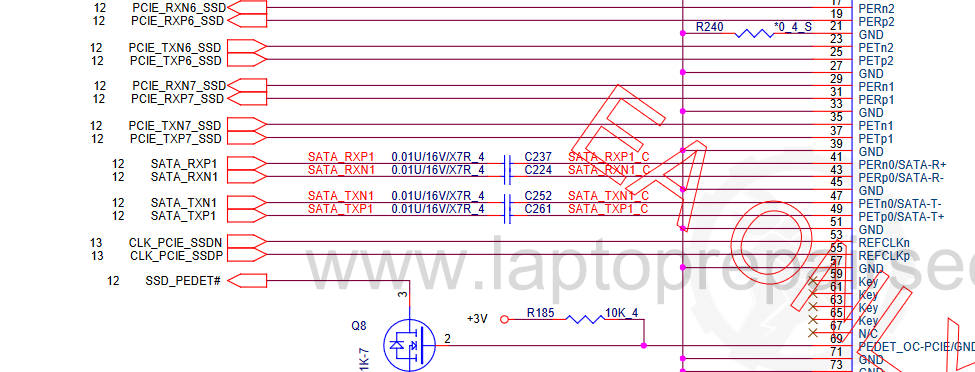 17
12 PCIE_RXN6_SSD PERn2
19
12 PCIE_RXP6_SSD PERp2
R240 *0_4_S 21
GND
23
12 PCIE_TXN6_SSD PETn2
25
12 PCIE_TXP6_SSD PETp2
27
GND
29
12 PCIE_RXN7_SSD PERn1
31
12 PCIE_RXP7_SSD PERp1
33
GND
35
12 PCIE_TXN7_SSD PETn1
37
12 PCIE_TXP7_SSD PETp1
39
GND
41
12 SATA_RXP1 SATA_RXP1 0.01U/16V/X7R_4 C237 SATA_RXP1_C PERn0/SATA-R+
43
12 SATA_RXN1 SATA_RXN1 0.01U/16V/X7R_4 C224 SATA_RXN1_C PERp0/SATA-R-
45
GND
47
12 SATA_TXN1 SATA_TXN1 0.01U/16V/X7R_4 C252 SATA_TXN1_C PETn0/SATA-T-
49
12 SATA_TXP1 SATA_TXP1 0.01U/16V/X7R_4 C261 SATA_TXP1_C PETp0/SATA-T+
51
GND
53
13 CLK_PCIE_SSDN REFCLKn
55
13 CLK_PCIE_SSDP REFCLKp
57
www.laptoprepairsec
GND
59
12 SSD_PEDET# Key
61
3 Key
63
Key
65
+3V R185 10K_4 Key
67
Q8 N/C
69
2 PEDET_OC-PCIE/GND
71
1K-7 GND
73
GND